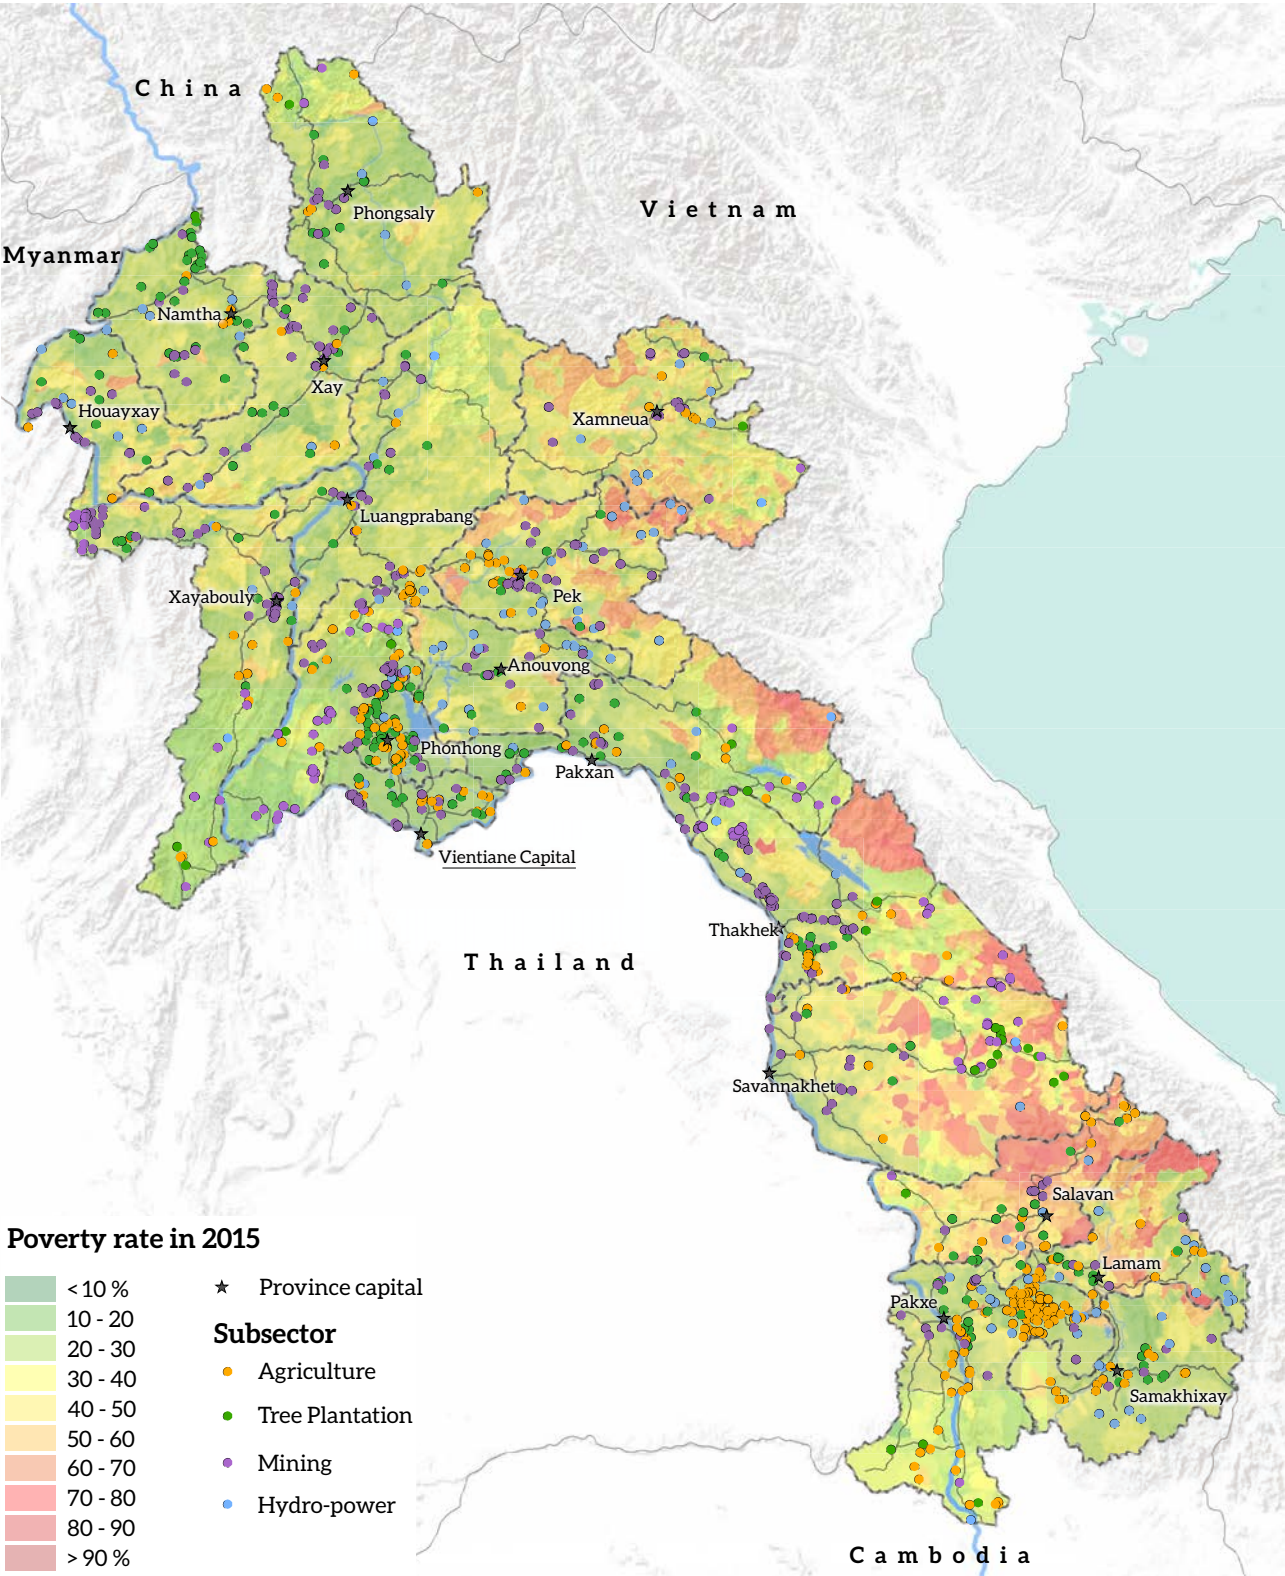 China
Vietnam
Phongsaly
Myanmar
Namtha
Xay
Houayxay
Xamneua
Luangprabang
Xayabouly
Pek
Anouvong
Phonhong
Pakxan
Vientiane Capital
Thakhek
Thailand
Savannakhet
Salavan
Lamam
Pakxe
Samakhixay
Cambodia
Poverty rate in 2015
< 10 %
10 - 20
20 - 30
30 - 40
40 - 50
50 - 60
60 - 70
70 - 80
80 - 90
> 90 %
Province capital
Subsector
Agriculture
Tree Plantation
Mining
Hydro-power